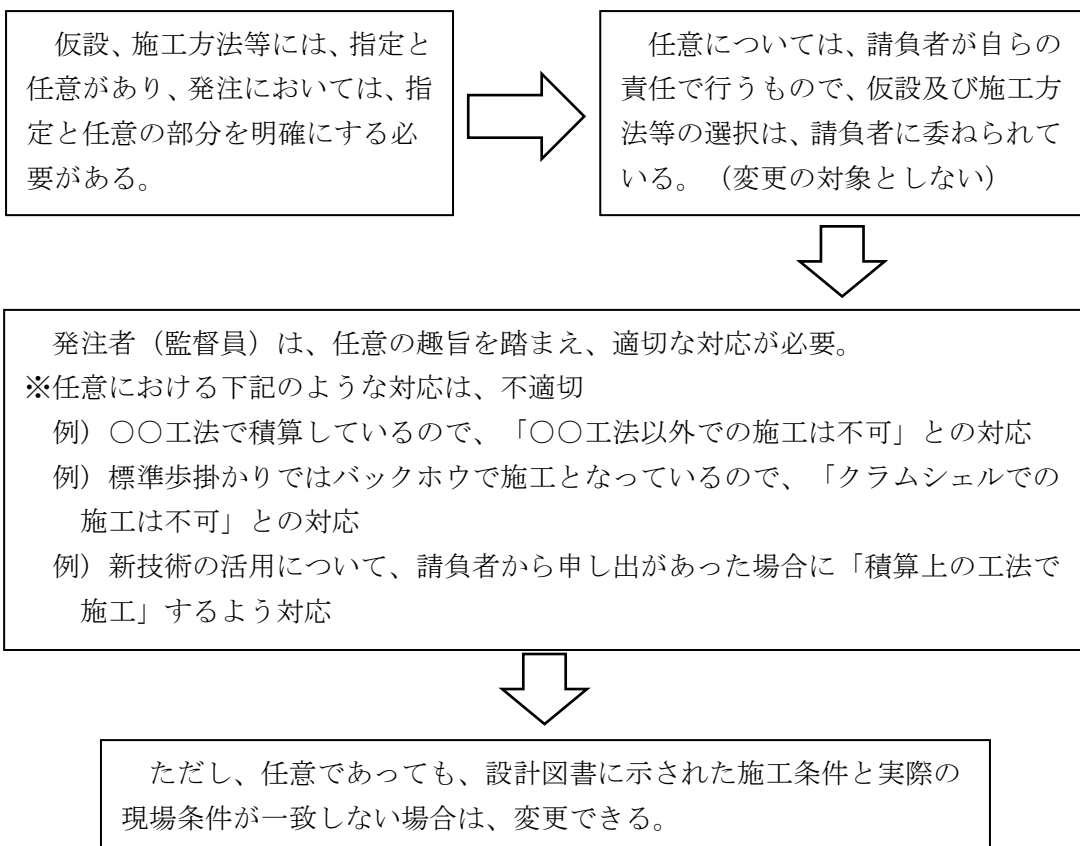 仮設、施工方法等には、指定と
任意があり、発注においては、指
定と任意の部分を明確にする必
要がある。
任意については、請負者が自らの
責任で行うもので、仮設及び施工方
法等の選択は、請負者に委ねられて
いる。（変更の対象としない）
発注者（監督員）は、任意の趣旨を踏まえ、適切な対応が必要。
※任意における下記のような対応は、不適切
例）○○工法で積算しているので、「○○工法以外での施工は不可」との対応
例）標準歩掛かりではバックホウで施工となっているので、「クラムシェルでの
施工は不可」との対応
例）新技術の活用について、請負者から申し出があった場合に「積算上の工法で
施工」するよう対応
ただし、任意であっても、設計図書に示された施工条件と実際の
現場条件が一致しない場合は、変更できる。